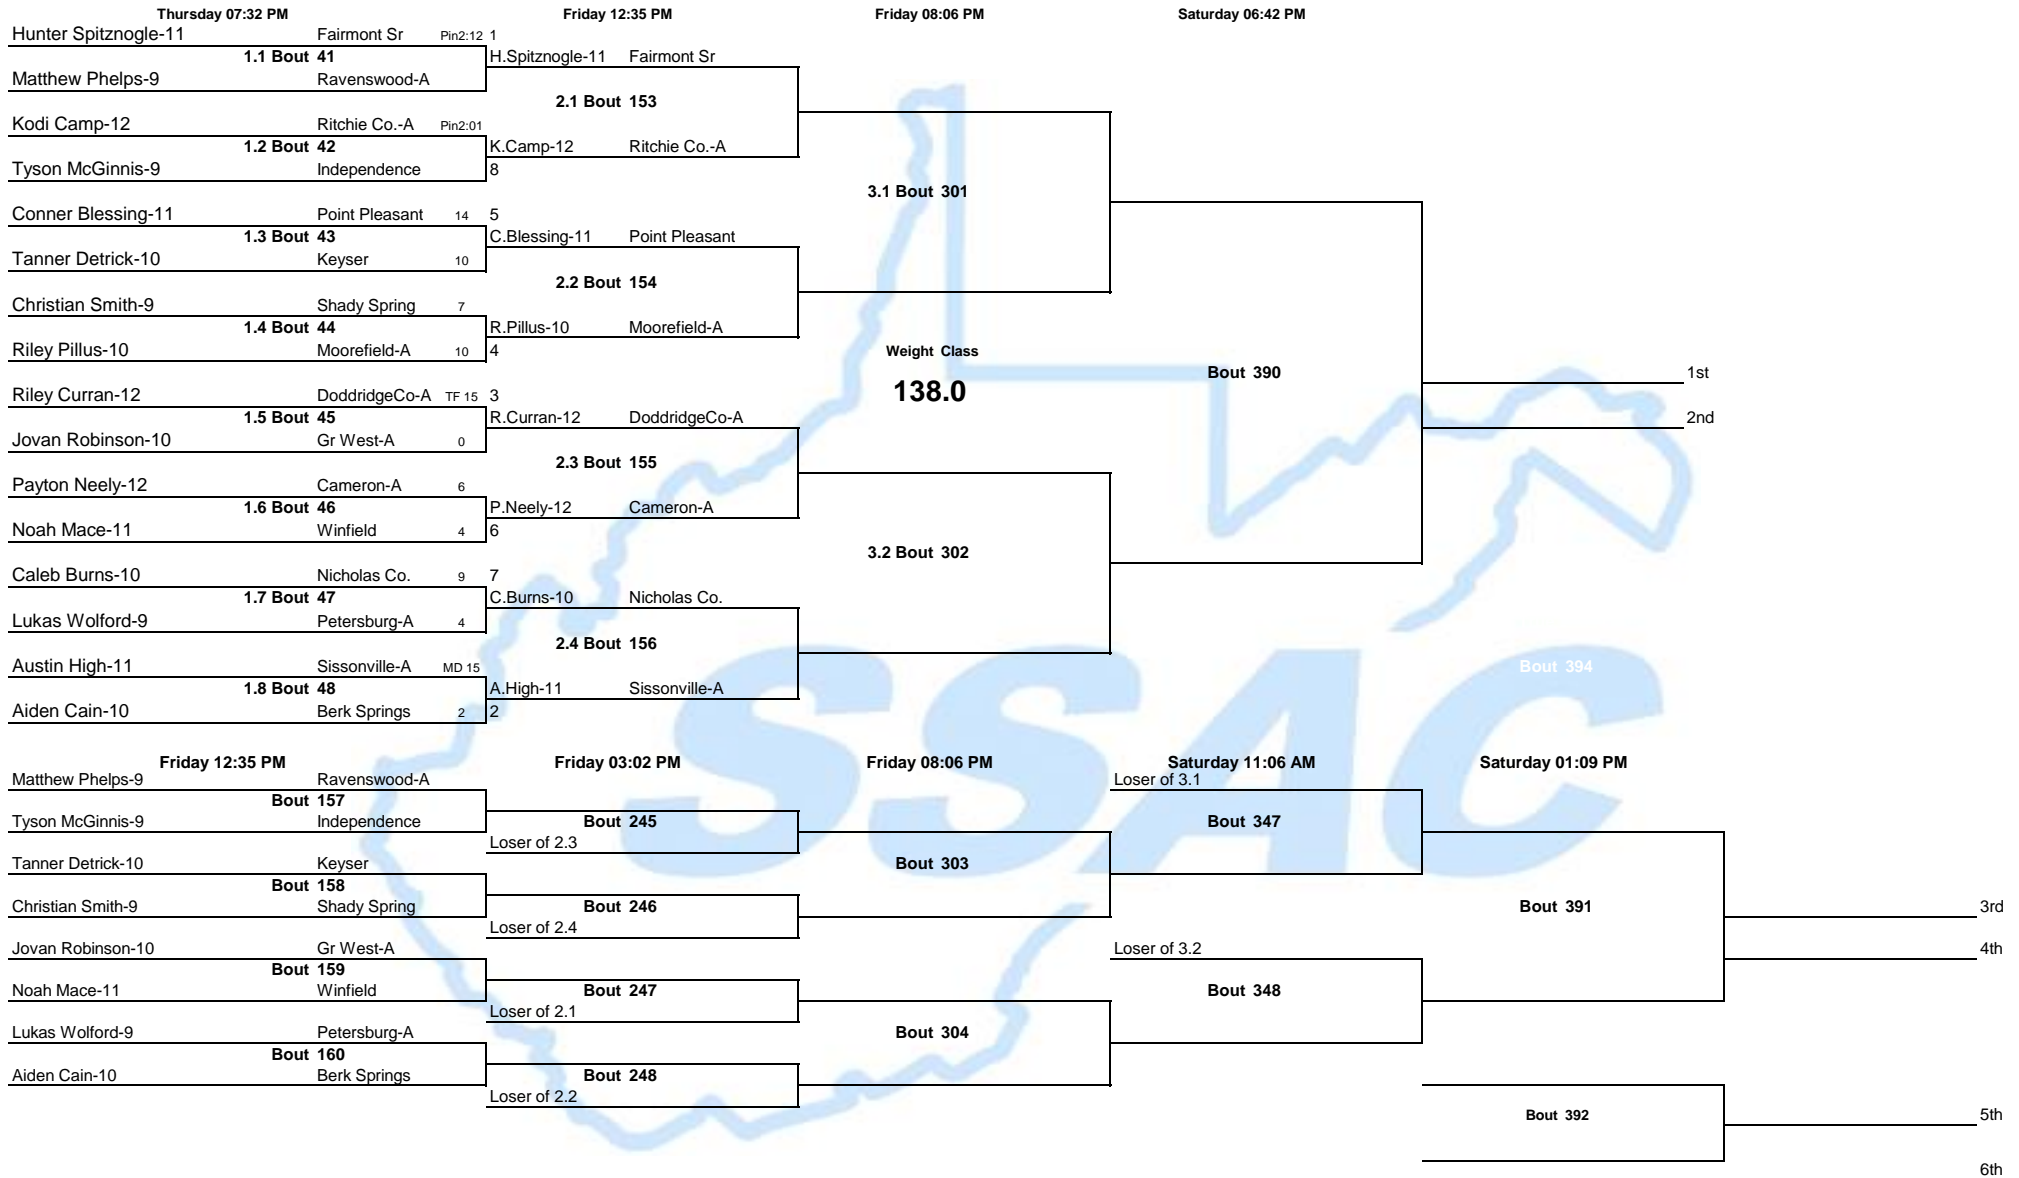 Thursday 07:32 PM Friday 12:35 PM Friday 08:06 PM Saturday 06:42 PM
Hunter Spitznogle-11 Fairmont Sr Pin2:12 1
1.1 Bout 41 H.Spitznogle-11 Fairmont Sr
Matthew Phelps-9 Ravenswood-A
2.1 Bout 153
Kodi Camp-12 Ritchie Co.-A Pin2:01
1.2 Bout 42 K.Camp-12 Ritchie Co.-A
Tyson McGinnis-9 Independence 8
3.1 Bout 301
Conner Blessing-11 Point Pleasant 14 5
1.3 Bout 43 C.Blessing-11 Point Pleasant
Tanner Detrick-10 Keyser 10
2.2 Bout 154
Christian Smith-9 Shady Spring 7
1.4 Bout 44 R.Pillus-10 Moorefield-A
Riley Pillus-10 Moorefield-A 10 4 Weight Class
Bout 390 1st
138.0
Riley Curran-12 DoddridgeCo-A TF 15 3
1.5 Bout 45 R.Curran-12 DoddridgeCo-A 2nd
Jovan Robinson-10 Gr West-A 0
2.3 Bout 155
Payton Neely-12 Cameron-A 6
1.6 Bout 46 P.Neely-12 Cameron-A
Noah Mace-11 Winfield 4 6
3.2 Bout 302
Caleb Burns-10 Nicholas Co. 9 7
1.7 Bout 47 C.Burns-10 Nicholas Co.
Lukas Wolford-9 Petersburg-A 4
2.4 Bout 156
Austin High-11 Sissonville-A MD 15 Bout 394
1.8 Bout 48 A.High-11 Sissonville-A
Aiden Cain-10 Berk Springs 2 2
SSAC
Friday 12:35 PM Friday 03:02 PM Friday 08:06 PM Saturday 11:06 AM Saturday 01:09 PM
Matthew Phelps-9 Ravenswood-A Loser of 3.1
Bout 157
Tyson McGinnis-9 Independence Bout 245 Bout 347
Loser of 2.3
Tanner Detrick-10 Keyser Bout 303
Bout 158
Christian Smith-9 Shady Spring Bout 246 Bout 391 3rd
Loser of 2.4
Jovan Robinson-10 Gr West-A Loser of 3.2 4th
Bout 159
Noah Mace-11 Winfield Bout 247 Bout 348
Loser of 2.1
Lukas Wolford-9 Petersburg-A Bout 304
Bout 160
Aiden Cain-10 Berk Springs Bout 248
Loser of 2.2
Bout 392 5th
6th